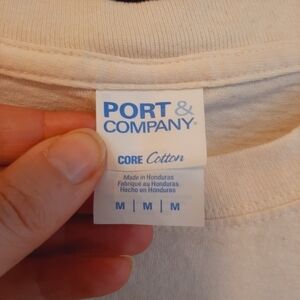 PORT &
COMPANY®
CORE Cotton
Made in Honduras
Fabriqué au Honduras
Hecho en Honduras
M | M | M